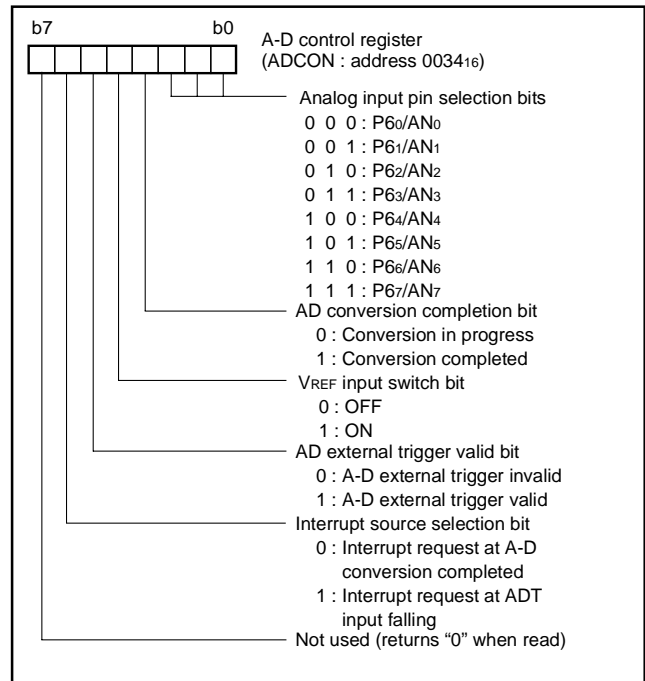 b7 b0
A-D control register
(ADCON : address 003416)
Analog input pin selection bits
0 0 0 : P60/AN0
0 0 1 : P61/AN1
0 1 0 : P62/AN2
0 1 1 : P63/AN3
1 0 0 : P64/AN4
1 0 1 : P65/AN5
1 1 0 : P66/AN6
1 1 1 : P67/AN7
AD conversion completion bit
0 : Conversion in progress
1 : Conversion completed
VREF input switch bit
0 : OFF
1 : ON
AD external trigger valid bit
0 : A-D external trigger invalid
1 : A-D external trigger valid
Interrupt source selection bit
0 : Interrupt request at A-D
conversion completed
1 : Interrupt request at ADT
input falling
Not used (returns “0” when read)